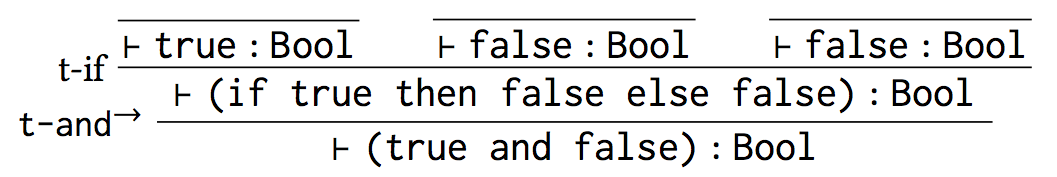 ⊢ true : Bool ⊢ false : Bool ⊢ false : Bool
t-if
⊢ (if true then false else false) : Bool
t-and→
⊢ (true and false) : Bool